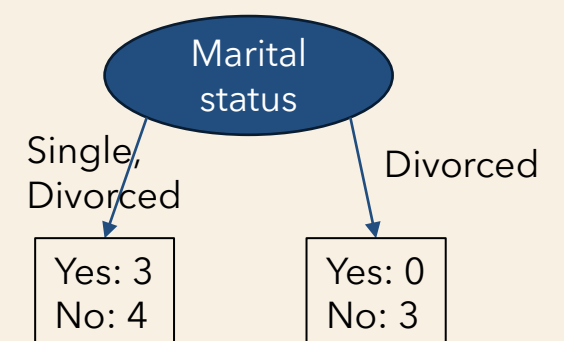 Marital
status
Single,
Divorced
Divorced
Yes: 3
No: 4
Yes: 0
No: 3